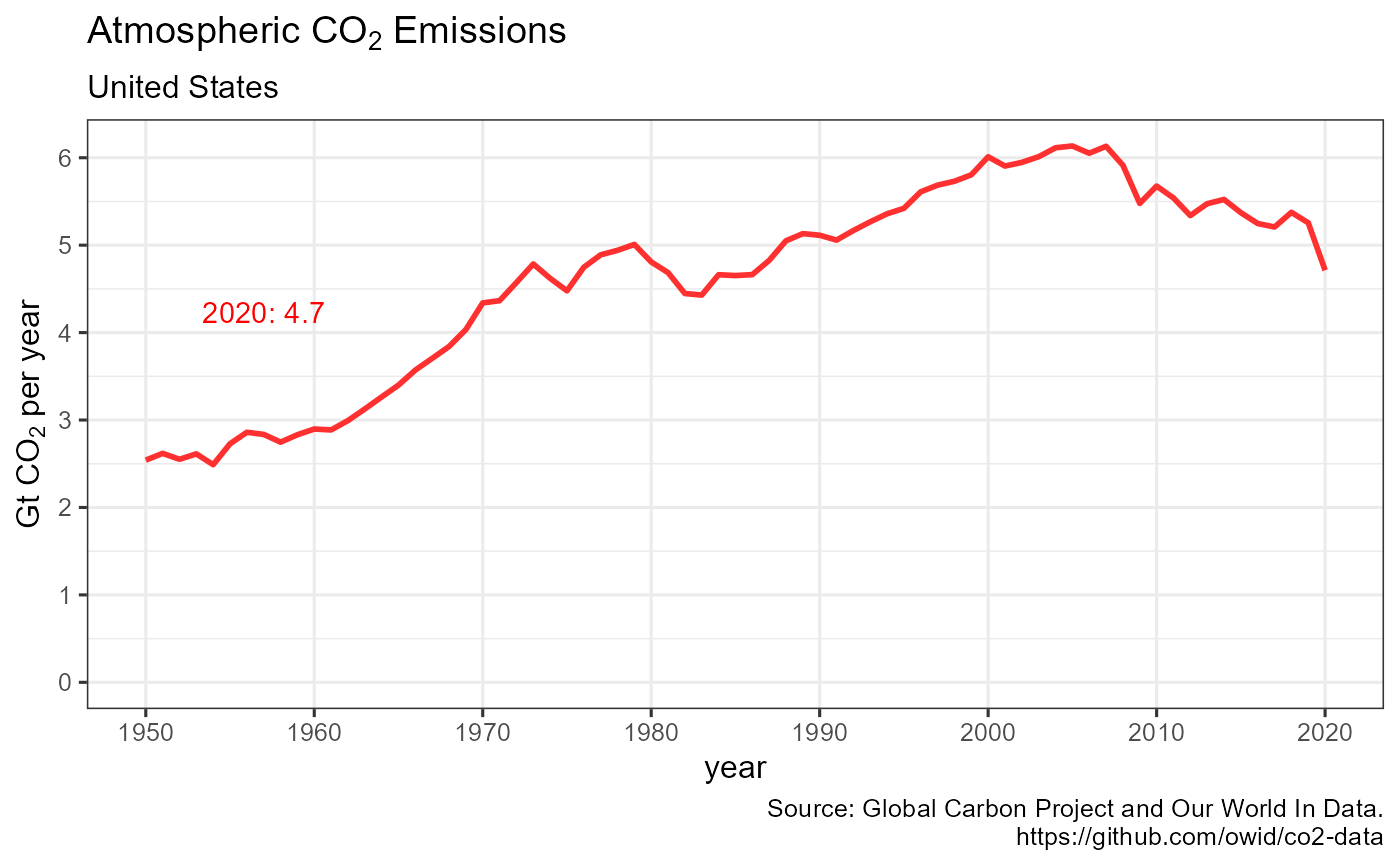 Atmospheric CO₂ Emissions
United States
Gt CO₂ per year
6
5
4
3
2
1
0
2020: 4.7
1950 1960 1970 1980 1990 2000 2010 2020
year
Source: Global Carbon Project and Our World In Data.
https://github.com/owid/co2-data